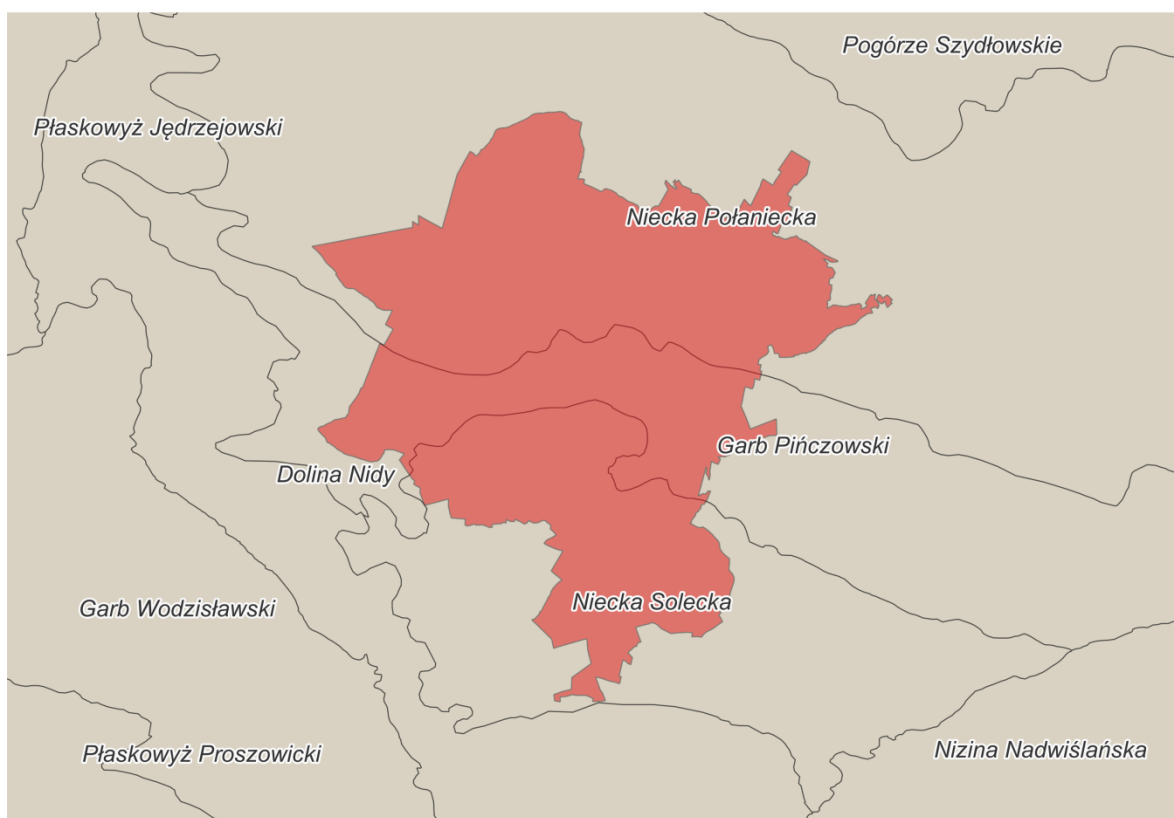 Pogórze Szydłowskie
Płaskowyż Jędrzejowski
Niecka Połaniecka
Garb Pińczowski
Dolina Nidy
Niecka Solecka
Garb Wodzisławski
Płaskowyż Proszowicki
Nizina Nadwiślańska